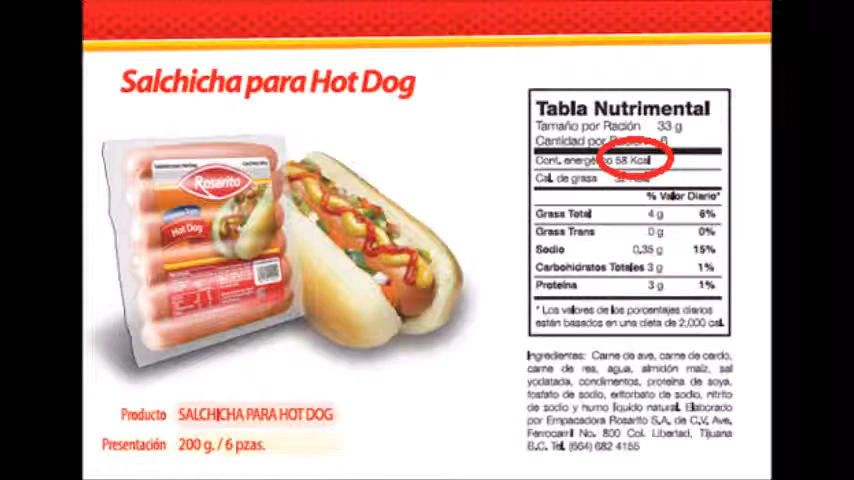 Salchicha para Hot Dog
Rosarito
Hot Dog
Producto SALCHICHA PARA HOT DOG
Presentación 200 g. / 6 pzas.
Tabla Nutrimental
Tamaño por Ración 33 g
Cantidad por 6
Cont. energético 58 Kcal
Cal. de grasa
% Valor Diario*
Grasa Total 4 g 6%
Grasa Trans 0 g 0%
Sodio 0,35 g 15%
Carbohidratos Totales 3 g 1%
Proteína 3 g 1%
* Los valores de los porcentajes diarios
están basados en una dieta de 2,000 cal.
Ingredientes: Carne de ave, carne de cerdo,
carne de res, agua, almidón maíz, sal
yodatada, condimentos, proteína de soya,
fosfato de sodio, eritorbato de sodio, nitrito
de sodio y humo líquido natural. Elaborado
por Empacadora Rosarito S.A. de C.V. Ave,
Ferrocarril No. 800 Col. Libertad, Tijuana
B.C. Tel. (664) 682 4155